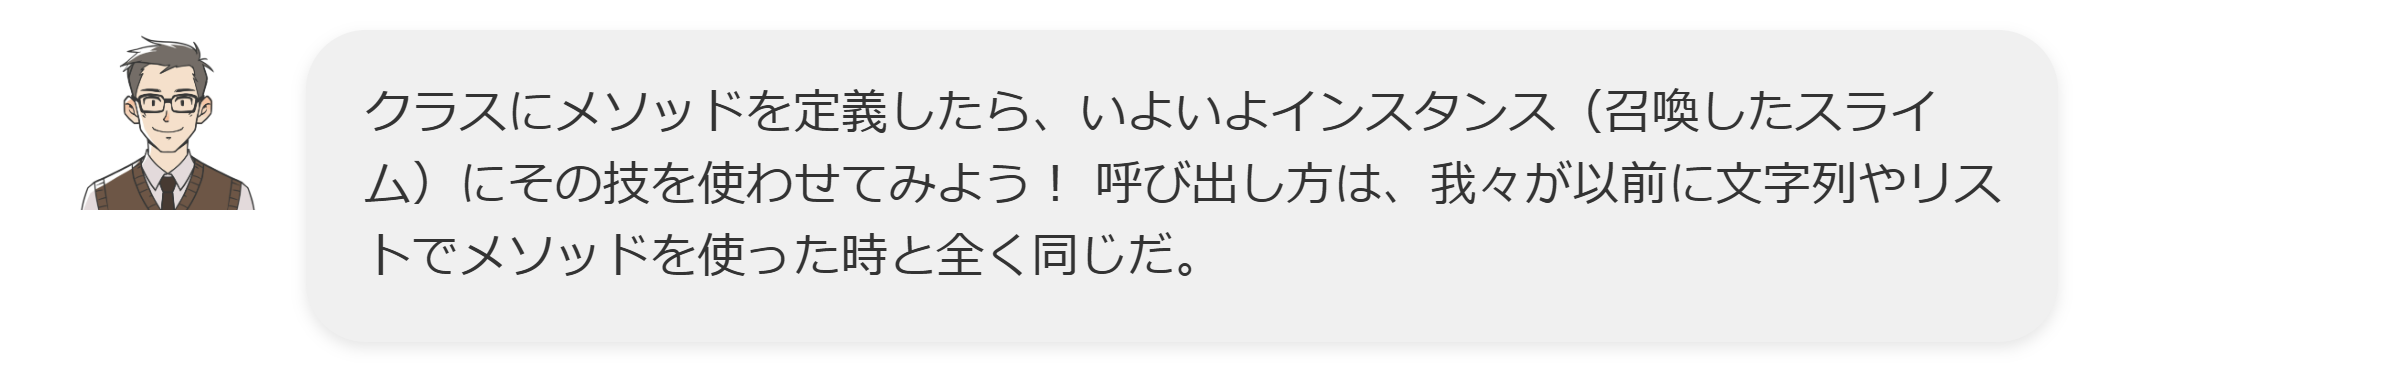 クラスにメソッドを定義したら、いよいよインスタンス（召喚したスライ
ム）にその技を使わせてみよう！ 呼び出し方は、我々が以前に文字列やリス
トでメソッドを使った時と全く同じだ。